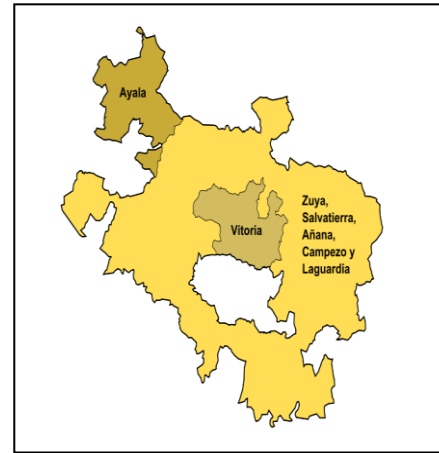 Ayala
Vitoria
Zuya,
Salvatierra,
Añana,
Campezo y
Laguardia